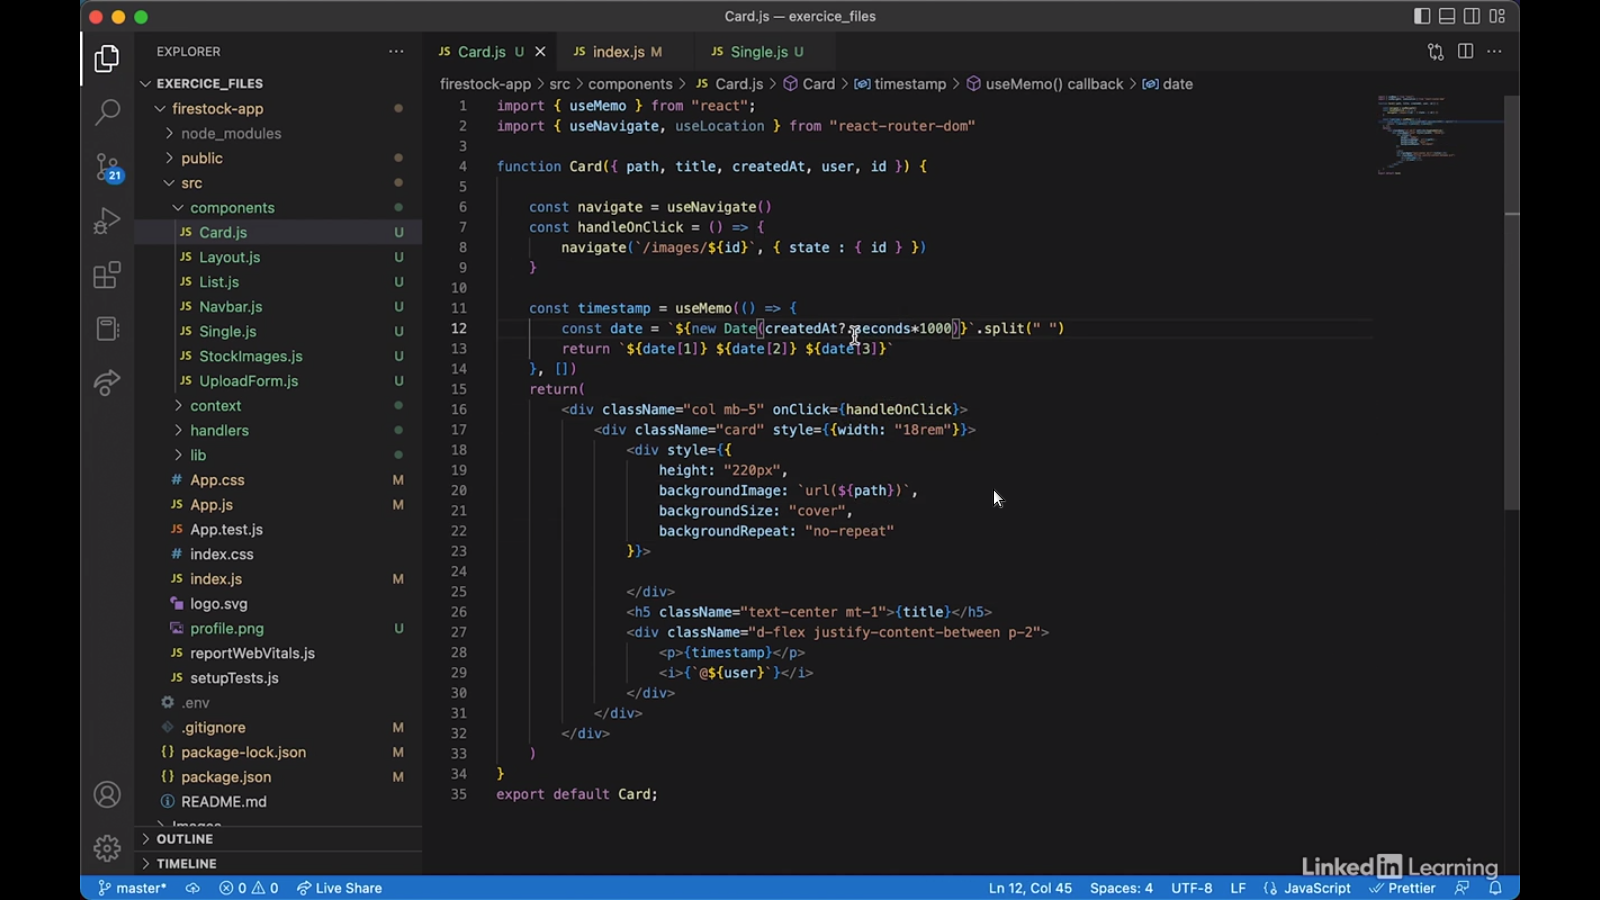 Card.js — exercice_files
EXPLORER
EXERCICE_FILES
firestock-app
node_modules
public
src
components
JS Card.js U
JS Layout.js U
JS List.js U
JS Navbar.js U
JS Single.js U
JS StockImages.js U
JS UploadForm.js U
context
handlers
lib
# App.css M
JS App.js M
JS App.test.js
# index.css
JS index.js M
logo.svg
profile.png U
JS reportWebVitals.js
JS setupTests.js
.env
.gitignore M
{} package-lock.json M
{} package.json M
README.md
OUTLINE
TIMELINE
21
JS Card.js U
JS index.js M
JS Single.js U
firestock-app > src > components > JS Card.js > Card > timestamp > useMemo() callback > date
1 import { useMemo } from "react";
2 import { useNavigate, useLocation } from "react-router-dom"
3
4 function Card({ path, title, createdAt, user, id }) {
5
6 const navigate = useNavigate()
7 const handleOnClick = () => {
8 navigate(`/images/${id}`, { state : { id } })
9 }
10
11 const timestamp = useMemo(() => {
12 const date = `${new Date(createdAt?.seconds*1000)}`.split(" ")
13 return `${date[1]} ${date[2]} ${date[3]}`
14 }, [])
15 return(
16 <div className="col mb-5" onClick={handleOnClick}>
17 <div className="card" style={{width: "18rem"}}>
18 <div style={{
19 height: "220px",
20 backgroundImage: `url(${path})`,
21 backgroundSize: "cover",
22 backgroundRepeat: "no-repeat"
23 }}>
24
25 </div>
26 <h5 className="text-center mt-1">{title}</h5>
27 <div className="d-flex justify-content-between p-2">
28 <p>{timestamp}</p>
29 <i>{`@${user}`}</i>
30 </div>
31 </div>
32 </div>
33 )
34 }
35 export default Card;
LinkedIn Learning
master* 0 0 Live Share Ln 12, Col 45 Spaces: 4 UTF-8 LF {} JavaScript Prettier